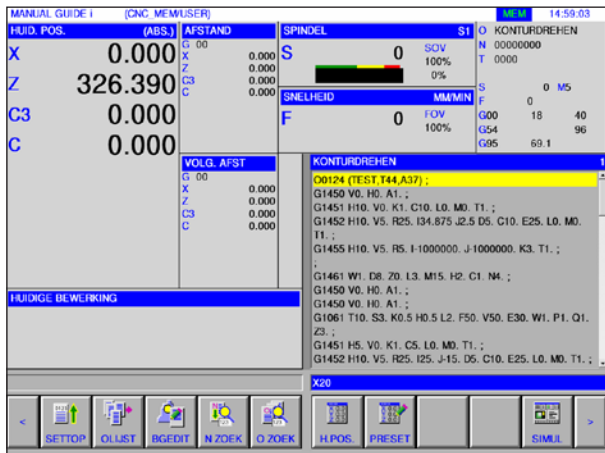 MANUAL GUIDE i [CNC_MEM/USER] MEM 14:59:03
HUID. POS. (ABS.)
X 0.000
Z 326.390
C3 0.000
C 0.000
AFSTAND
G 00
X 0.000
Z 0.000
C3 0.000
C 0.000
SPINDEL S1
S 0 SOV
100%
0%
SNELHEID MM/MIN
F 0 FOV
100%
O KONTURDREHEN
N 00000000
T 0000
S 0 M5
F 0
G00 18 40
G54 96
G95 69.1
VOLG. AFST
G 00
X 0.000
Z 0.000
C3 0.000
C 0.000
HUIDIGE BEWERKING
KONTURDREHEN 1
O0124 (TEST,T44,A37) ;
G1450 V0. H0. A1. ;
G1451 H10. V0. K1. C10. L0. M0. T1. ;
G1452 H10. V5. R25. I34.875 J2.5 D5. C10. E25. L0. M0.
T1. ;
G1455 H10. V5. R5. I-1000000. J-1000000. K3. T1. ;
;
G1461 W1. D8. Z0. L3. M15. H2. C1. N4. ;
G1450 V0. H0. A1. ;
G1450 V0. H0. A1. ;
G1061 T10. S3. K0.5 H0.5 L2. F50. V50. E30. W1. P1. Q1.
Z3. ;
G1451 H5. V0. K1. C5. L0. M0. T1. ;
G1452 H10. V5. R25. I25. J-15. D5. C10. E25. L0. M0. T1. ;
X20
< SETTOP OLIJST BGEDIT N ZOEK O ZOEK H.POS. PRESET SIMUL >